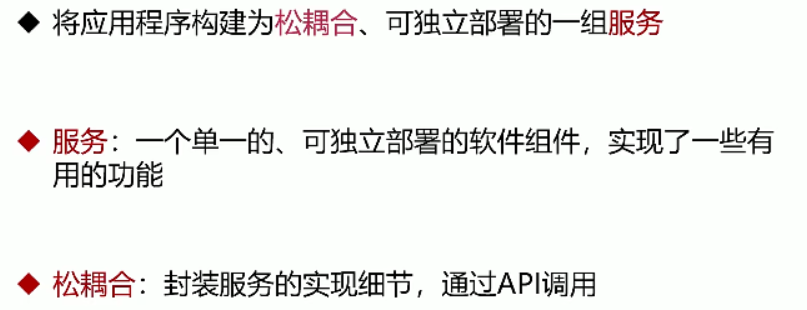 将应用程序构建为松耦合、可独立部署的一组服务
服务：一个单一的、可独立部署的软件组件，实现了一些有
用的功能
松耦合：封装服务的实现细节，通过API调用